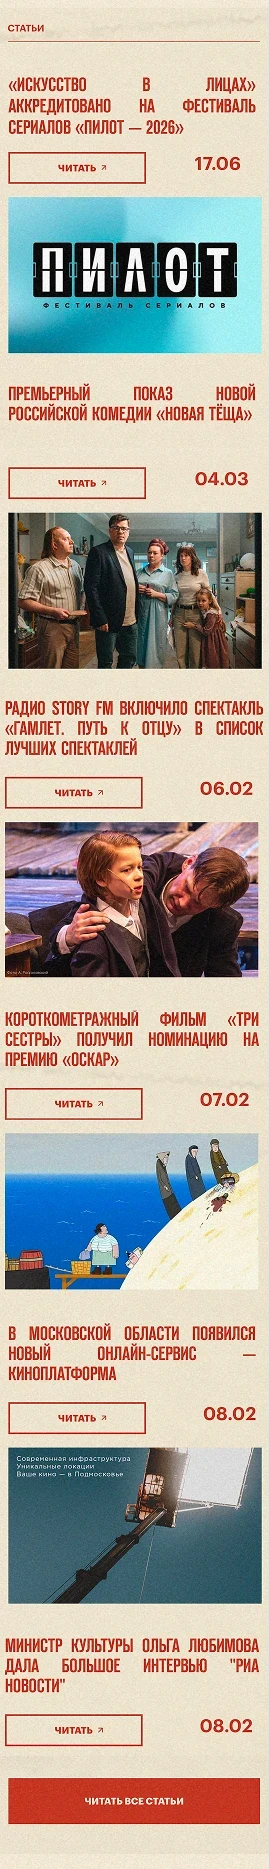 СТАТЬИ
«ИСКУССТВО В ЛИЦАХ»
АККРЕДИТОВАНО НА ФЕСТИВАЛЬ
СЕРИАЛОВ «ПИЛОТ — 2026»
ЧИТАТЬ ↗ 17.06
ПИЛОТ
ФЕСТИВАЛЬ СЕРИАЛОВ
ПРЕМЬЕРНЫЙ ПОКАЗ НОВОЙ
РОССИЙСКОЙ КОМЕДИИ «НОВАЯ ТЁЩА»
ЧИТАТЬ ↗ 04.03
РАДИО STORY FM ВКЛЮЧИЛО СПЕКТАКЛЬ
«ГАМЛЕТ. ПУТЬ К ОТЦУ» В СПИСОК
ЛУЧШИХ СПЕКТАКЛЕЙ
ЧИТАТЬ ↗ 06.02
КОРОТКОМЕТРАЖНЫЙ ФИЛЬМ «ТРИ
СЕСТРЫ» ПОЛУЧИЛ НОМИНАЦИЮ НА
ПРЕМИЮ «ОСКАР»
ЧИТАТЬ ↗ 07.02
В МОСКОВСКОЙ ОБЛАСТИ ПОЯВИЛСЯ
НОВЫЙ ОНЛАЙН-СЕРВИС —
КИНОПЛАТФОРМА
ЧИТАТЬ ↗ 08.02
Современная инфраструктура
Уникальные локации
Ваше кино — в Подмосковье
МИНИСТР КУЛЬТУРЫ ОЛЬГА ЛЮБИМОВА
ДАЛА БОЛЬШОЕ ИНТЕРВЬЮ "РИА
НОВОСТИ"
ЧИТАТЬ ↗ 08.02
ЧИТАТЬ ВСЕ СТАТЬИ